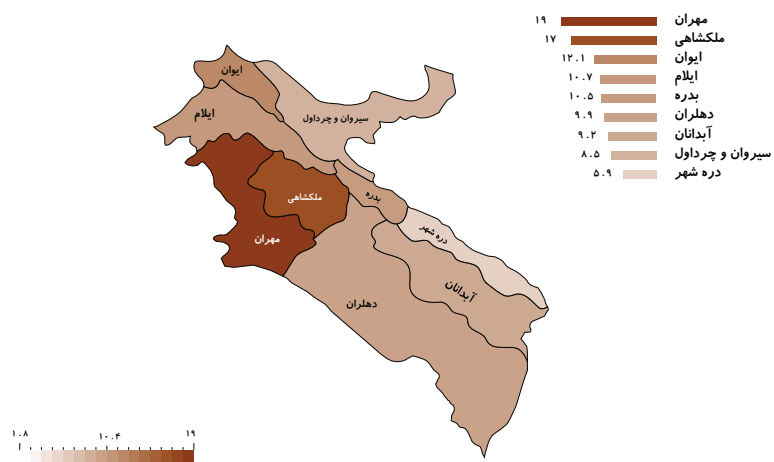 مهران ۱۹
ملکشاهی ۱۷
ایوان ۱۲.۱
ایلام ۱۰.۷
بدره ۱۰.۵
دهلران ۹.۹
آبدانان ۹.۲
سیروان و چرداول ۸.۵
دره شهر ۵.۹
ایوان
سیروان و چرداول
ایلام
ملکشاهی
بدره
مهران
دره شهر
آبدانان
دهلران
۱.۸ ۱۰.۴ ۱۹